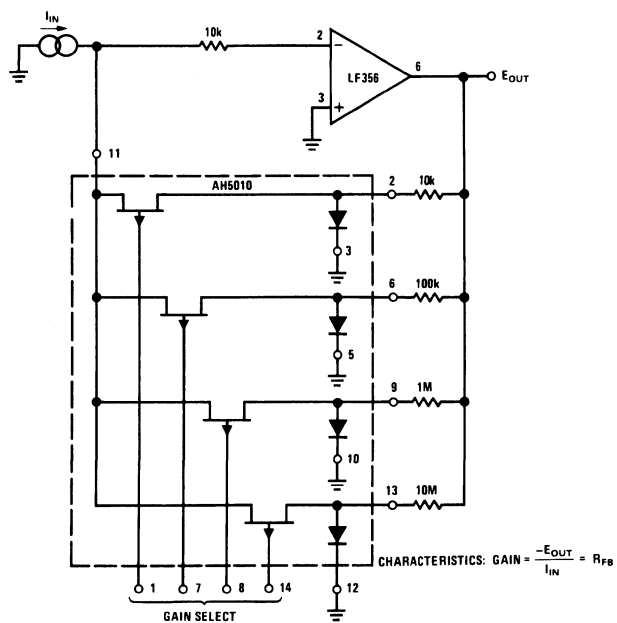 I_IN
10k
2
−
LF356
6
E_OUT
3
+
11
AH5010
2
10k
3
6
100k
5
9
1M
10
13
10M
CHARACTERISTICS: GAIN = −E_OUT / I_IN = R_FB
1
7
8
14
12
GAIN SELECT